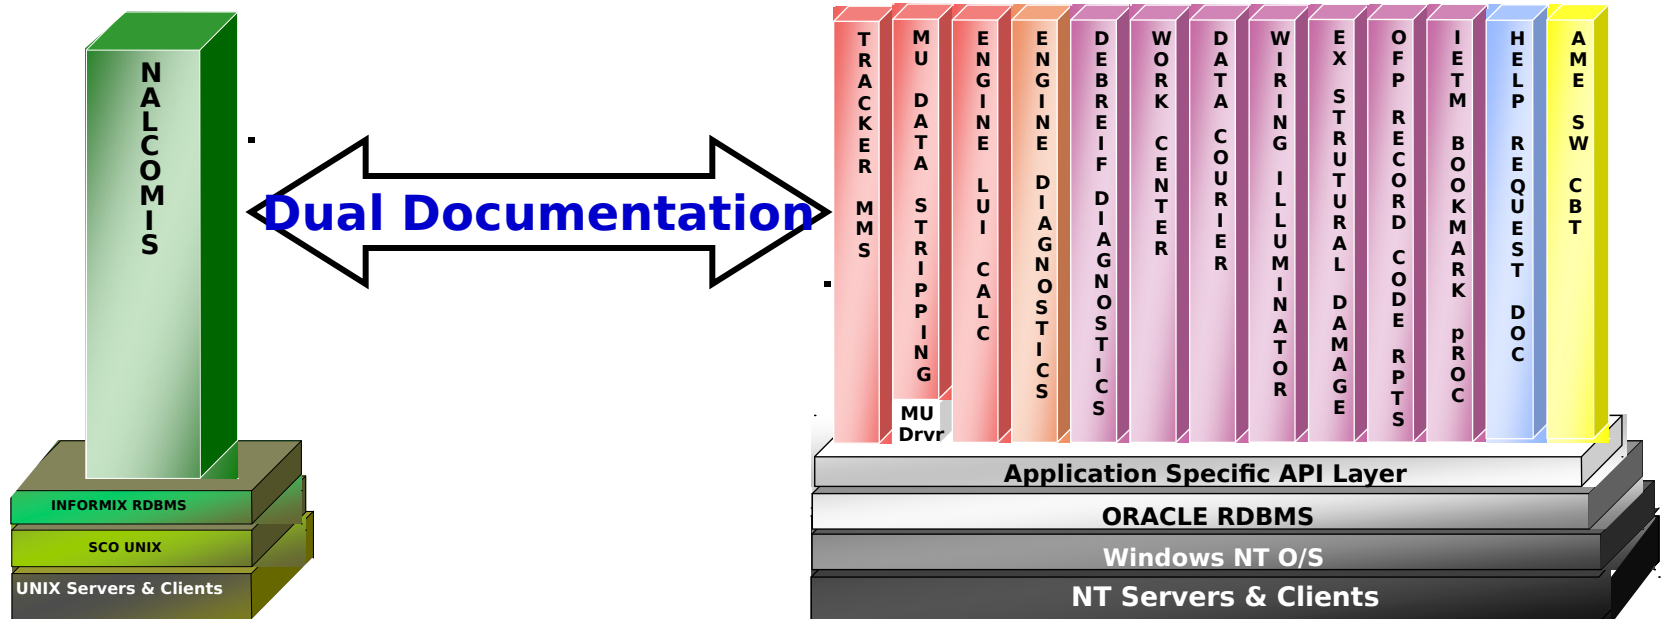 NALCOMIS
Dual Documentation
INFORMIX RDBMS
SCO UNIX
UNIX Servers & Clients
TRACKER MMS
MU DATA STRIPPING
MU
Drvr
ENGINE LUI CALC
ENGINE DIAGNOSTICS
DEBREIF DIAGNOSTICS
WORK CENTER
DATA COURIER
WIRING ILLUMINATOR
EX STRUTURAL DAMAGE
OFP RECORD CODE RPTS
IETM BOOKMARK pROC
HELP REQUEST DOC
AME SW CBT
Application Specific API Layer
ORACLE RDBMS
Windows NT O/S
NT Servers & Clients